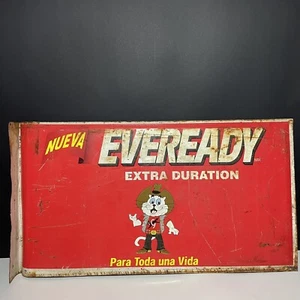 NUEVA
EVEREADY
EXTRA DURATION
Para Toda una Vida